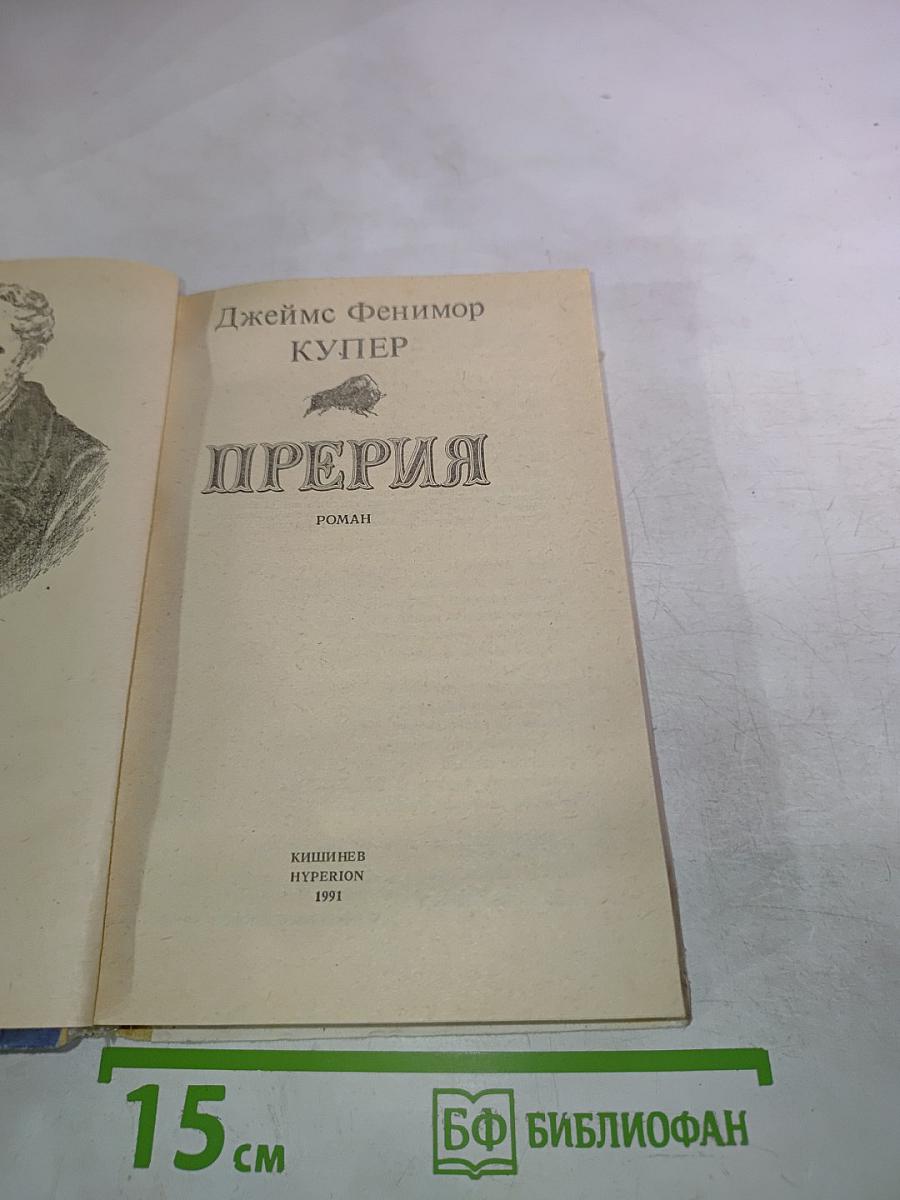 Джеймс Фенимор
КУПЕР
ПРЕРИЯ
РОМАН
КИШИНЕВ
HYPERION
1991
15 см
БФ БИБЛИОФАН